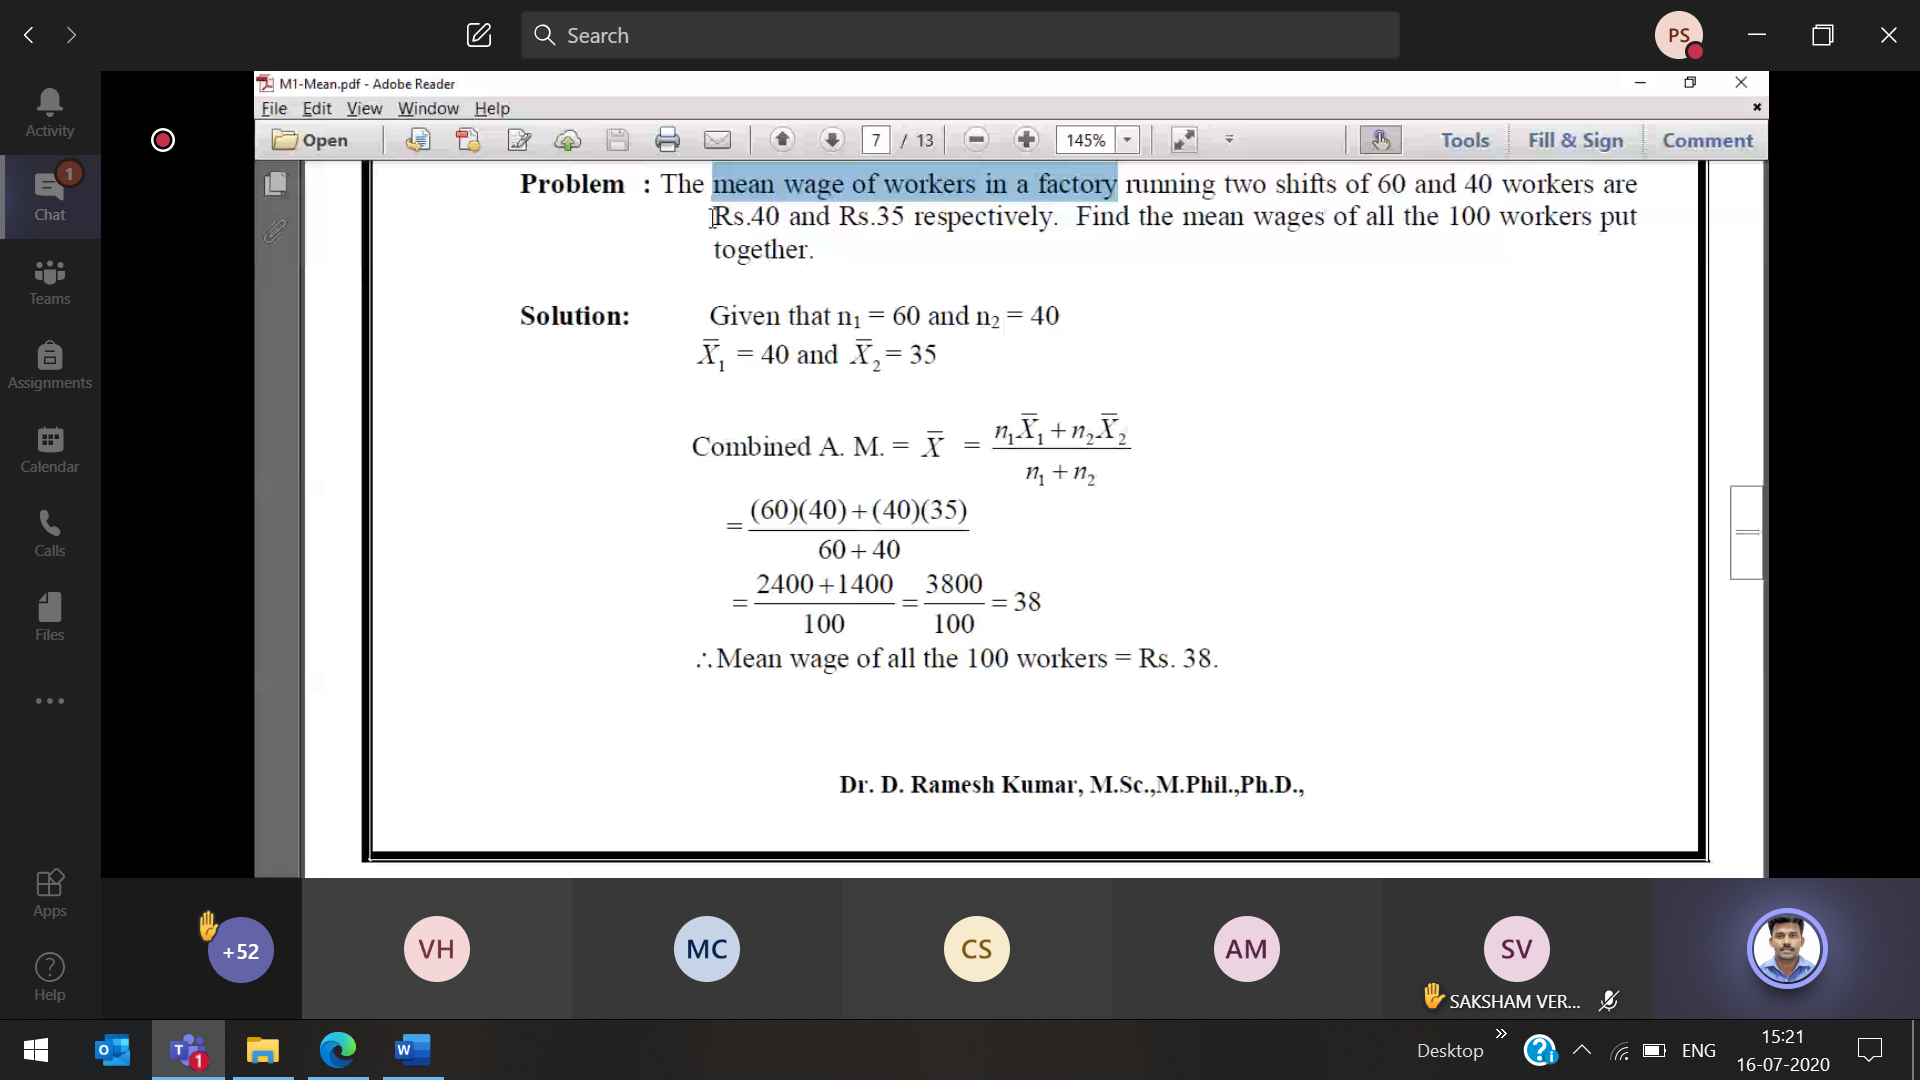 Search
PS
Activity
1
Chat
Teams
Assignments
Calendar
Calls
Files
Apps
Help
M1-Mean.pdf - Adobe Reader
File Edit View Window Help
Open 7 / 13 145% Tools Fill & Sign Comment
Problem : The mean wage of workers in a factory running two shifts of 60 and 40 workers are
Rs.40 and Rs.35 respectively. Find the mean wages of all the 100 workers put
together.
Solution: Given that n₁ = 60 and n₂ = 40
X̅₁ = 40 and X̅₂ = 35
Combined A. M. = X̅ = (n₁X̅₁ + n₂X̅₂) / (n₁ + n₂)
= ((60)(40) + (40)(35)) / (60 + 40)
= (2400 + 1400) / 100 = 3800 / 100 = 38
∴ Mean wage of all the 100 workers = Rs. 38.
Dr. D. Ramesh Kumar, M.Sc.,M.Phil.,Ph.D.,
+52 VH MC CS AM SV
SAKSHAM VER...
Desktop ENG 15:21
16-07-2020